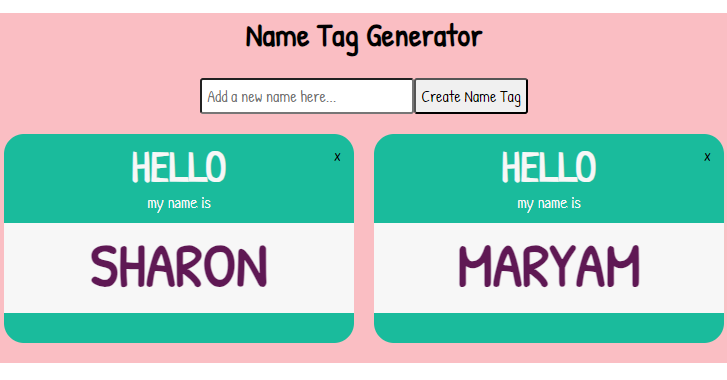 Name Tag Generator
Add a new name here...
Create Name Tag
HELLO
x
my name is
SHARON
HELLO
x
my name is
MARYAM